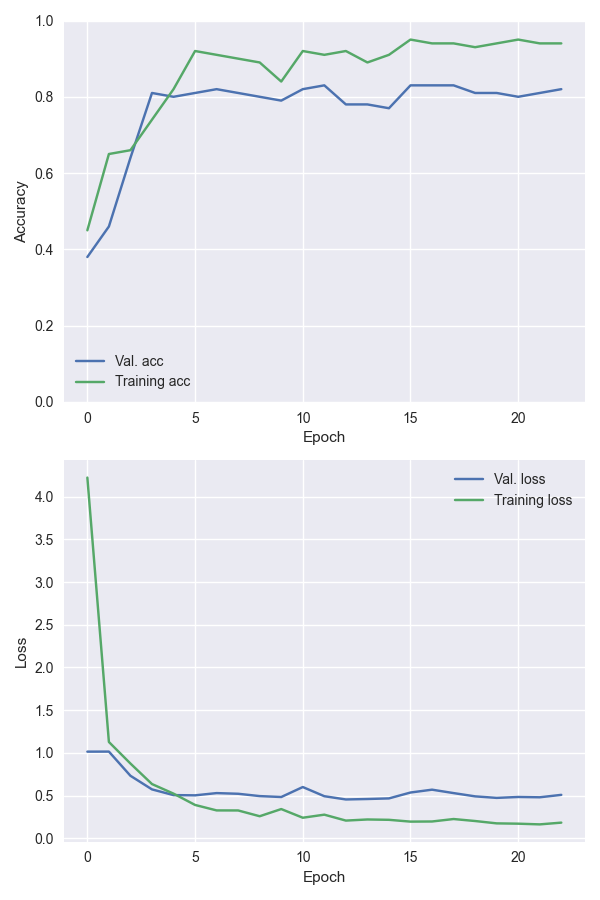 1.0
0.8
0.6
0.4
0.2
0.0
Accuracy
Val. acc
Training acc
0 5 10 15 20
Epoch
Val. loss
Training loss
4.0
3.5
3.0
2.5
2.0
1.5
1.0
0.5
0.0
Loss
0 5 10 15 20
Epoch